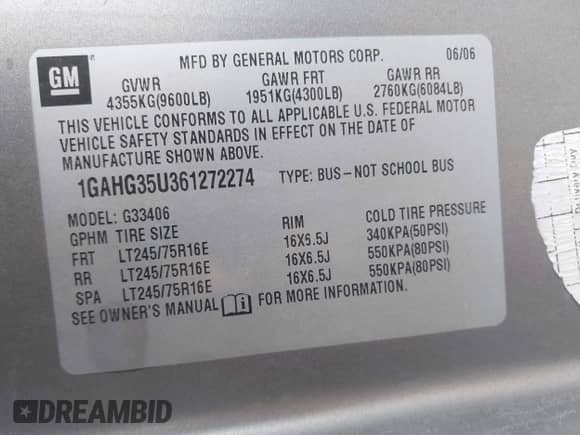 GM
MFD BY GENERAL MOTORS CORP. 06/06
GVWR GAWR FRT GAWR RR
4355KG(9600LB) 1951KG(4300LB) 2760KG(6084LB)
THIS VEHICLE CONFORMS TO ALL APPLICABLE U.S. FEDERAL MOTOR
VEHICLE SAFETY STANDARDS IN EFFECT ON THE DATE OF
MANUFACTURE SHOWN ABOVE.
1GAHG35U361272274 TYPE: BUS-NOT SCHOOL BUS
MODEL: G33406
GPHM TIRE SIZE RIM COLD TIRE PRESSURE
FRT LT245/75R16E 16X6.5J 340KPA(50PSI)
RR LT245/75R16E 16X6.5J 550KPA(80PSI)
SPA LT245/75R16E 16X6.5J 550KPA(80PSI)
SEE OWNER'S MANUAL i FOR MORE INFORMATION.
DREAMBID